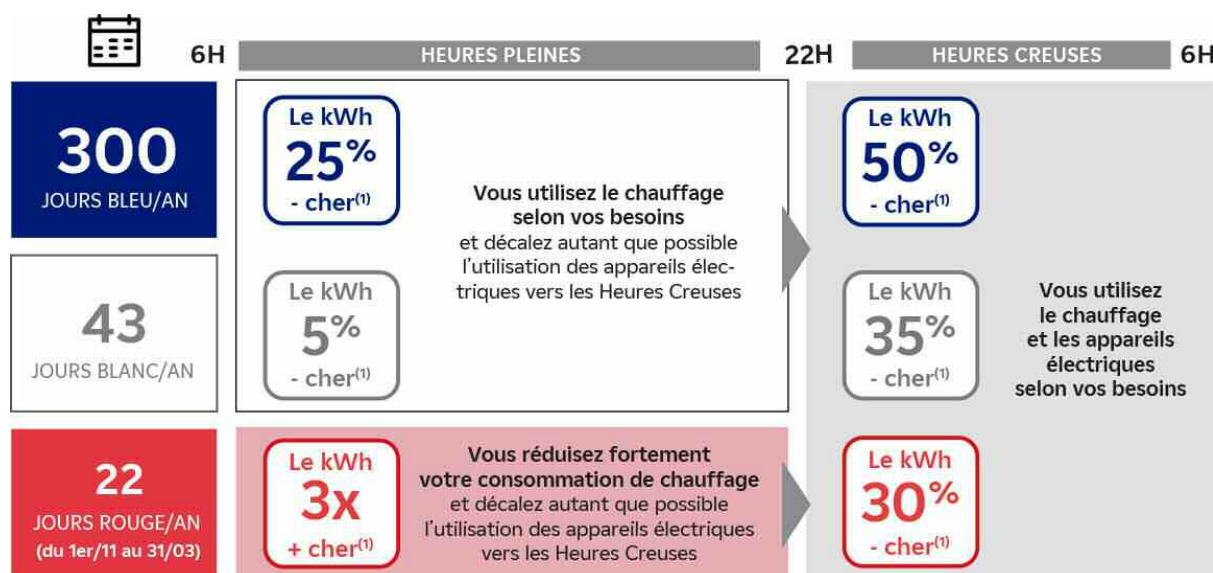 6H
HEURES PLEINES
22H
HEURES CREUSES
6H
300
JOURS BLEU/AN
Le kWh
25%
- cher(1)
Vous utilisez le chauffage
selon vos besoins
et décalez autant que possible
l'utilisation des appareils élec-
triques vers les Heures Creuses
Le kWh
50%
- cher(1)
43
JOURS BLANC/AN
Le kWh
5%
- cher(1)
Le kWh
35%
- cher(1)
Vous utilisez
le chauffage
et les appareils
électriques
selon vos besoins
22
JOURS ROUGE/AN
(du 1er/11 au 31/03)
Le kWh
3x
+ cher(1)
Vous réduisez fortement
votre consommation de chauffage
et décalez autant que possible
l'utilisation des appareils électriques
vers les Heures Creuses
Le kWh
30%
- cher(1)